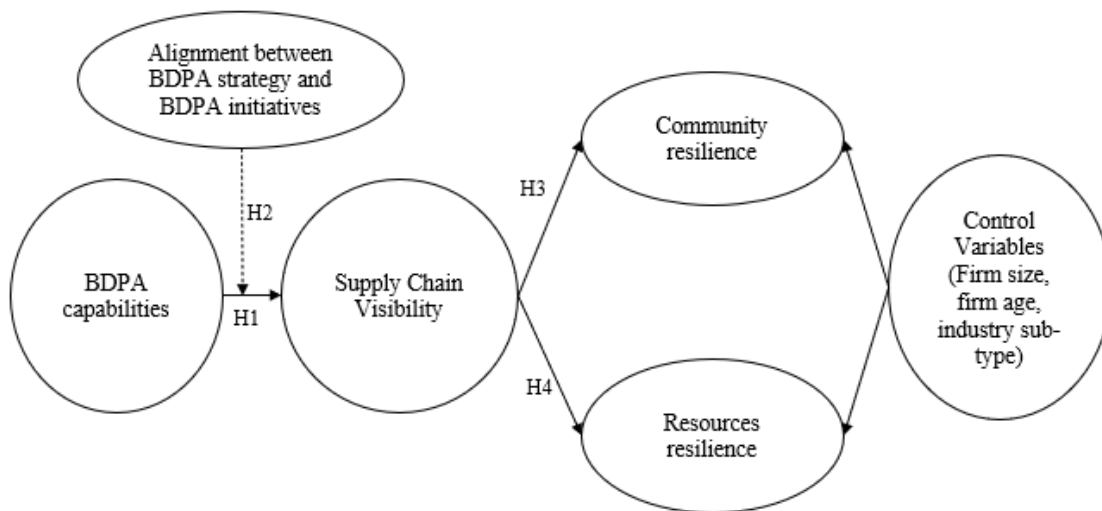 Alignment between
BDPA strategy and
BDPA initiatives
Community
resilience
H3
H2
BDPA
capabilities
H1
Supply Chain
Visibility
Control
Variables
(Firm size,
firm age,
industry sub-
type)
H4
Resources
resilience